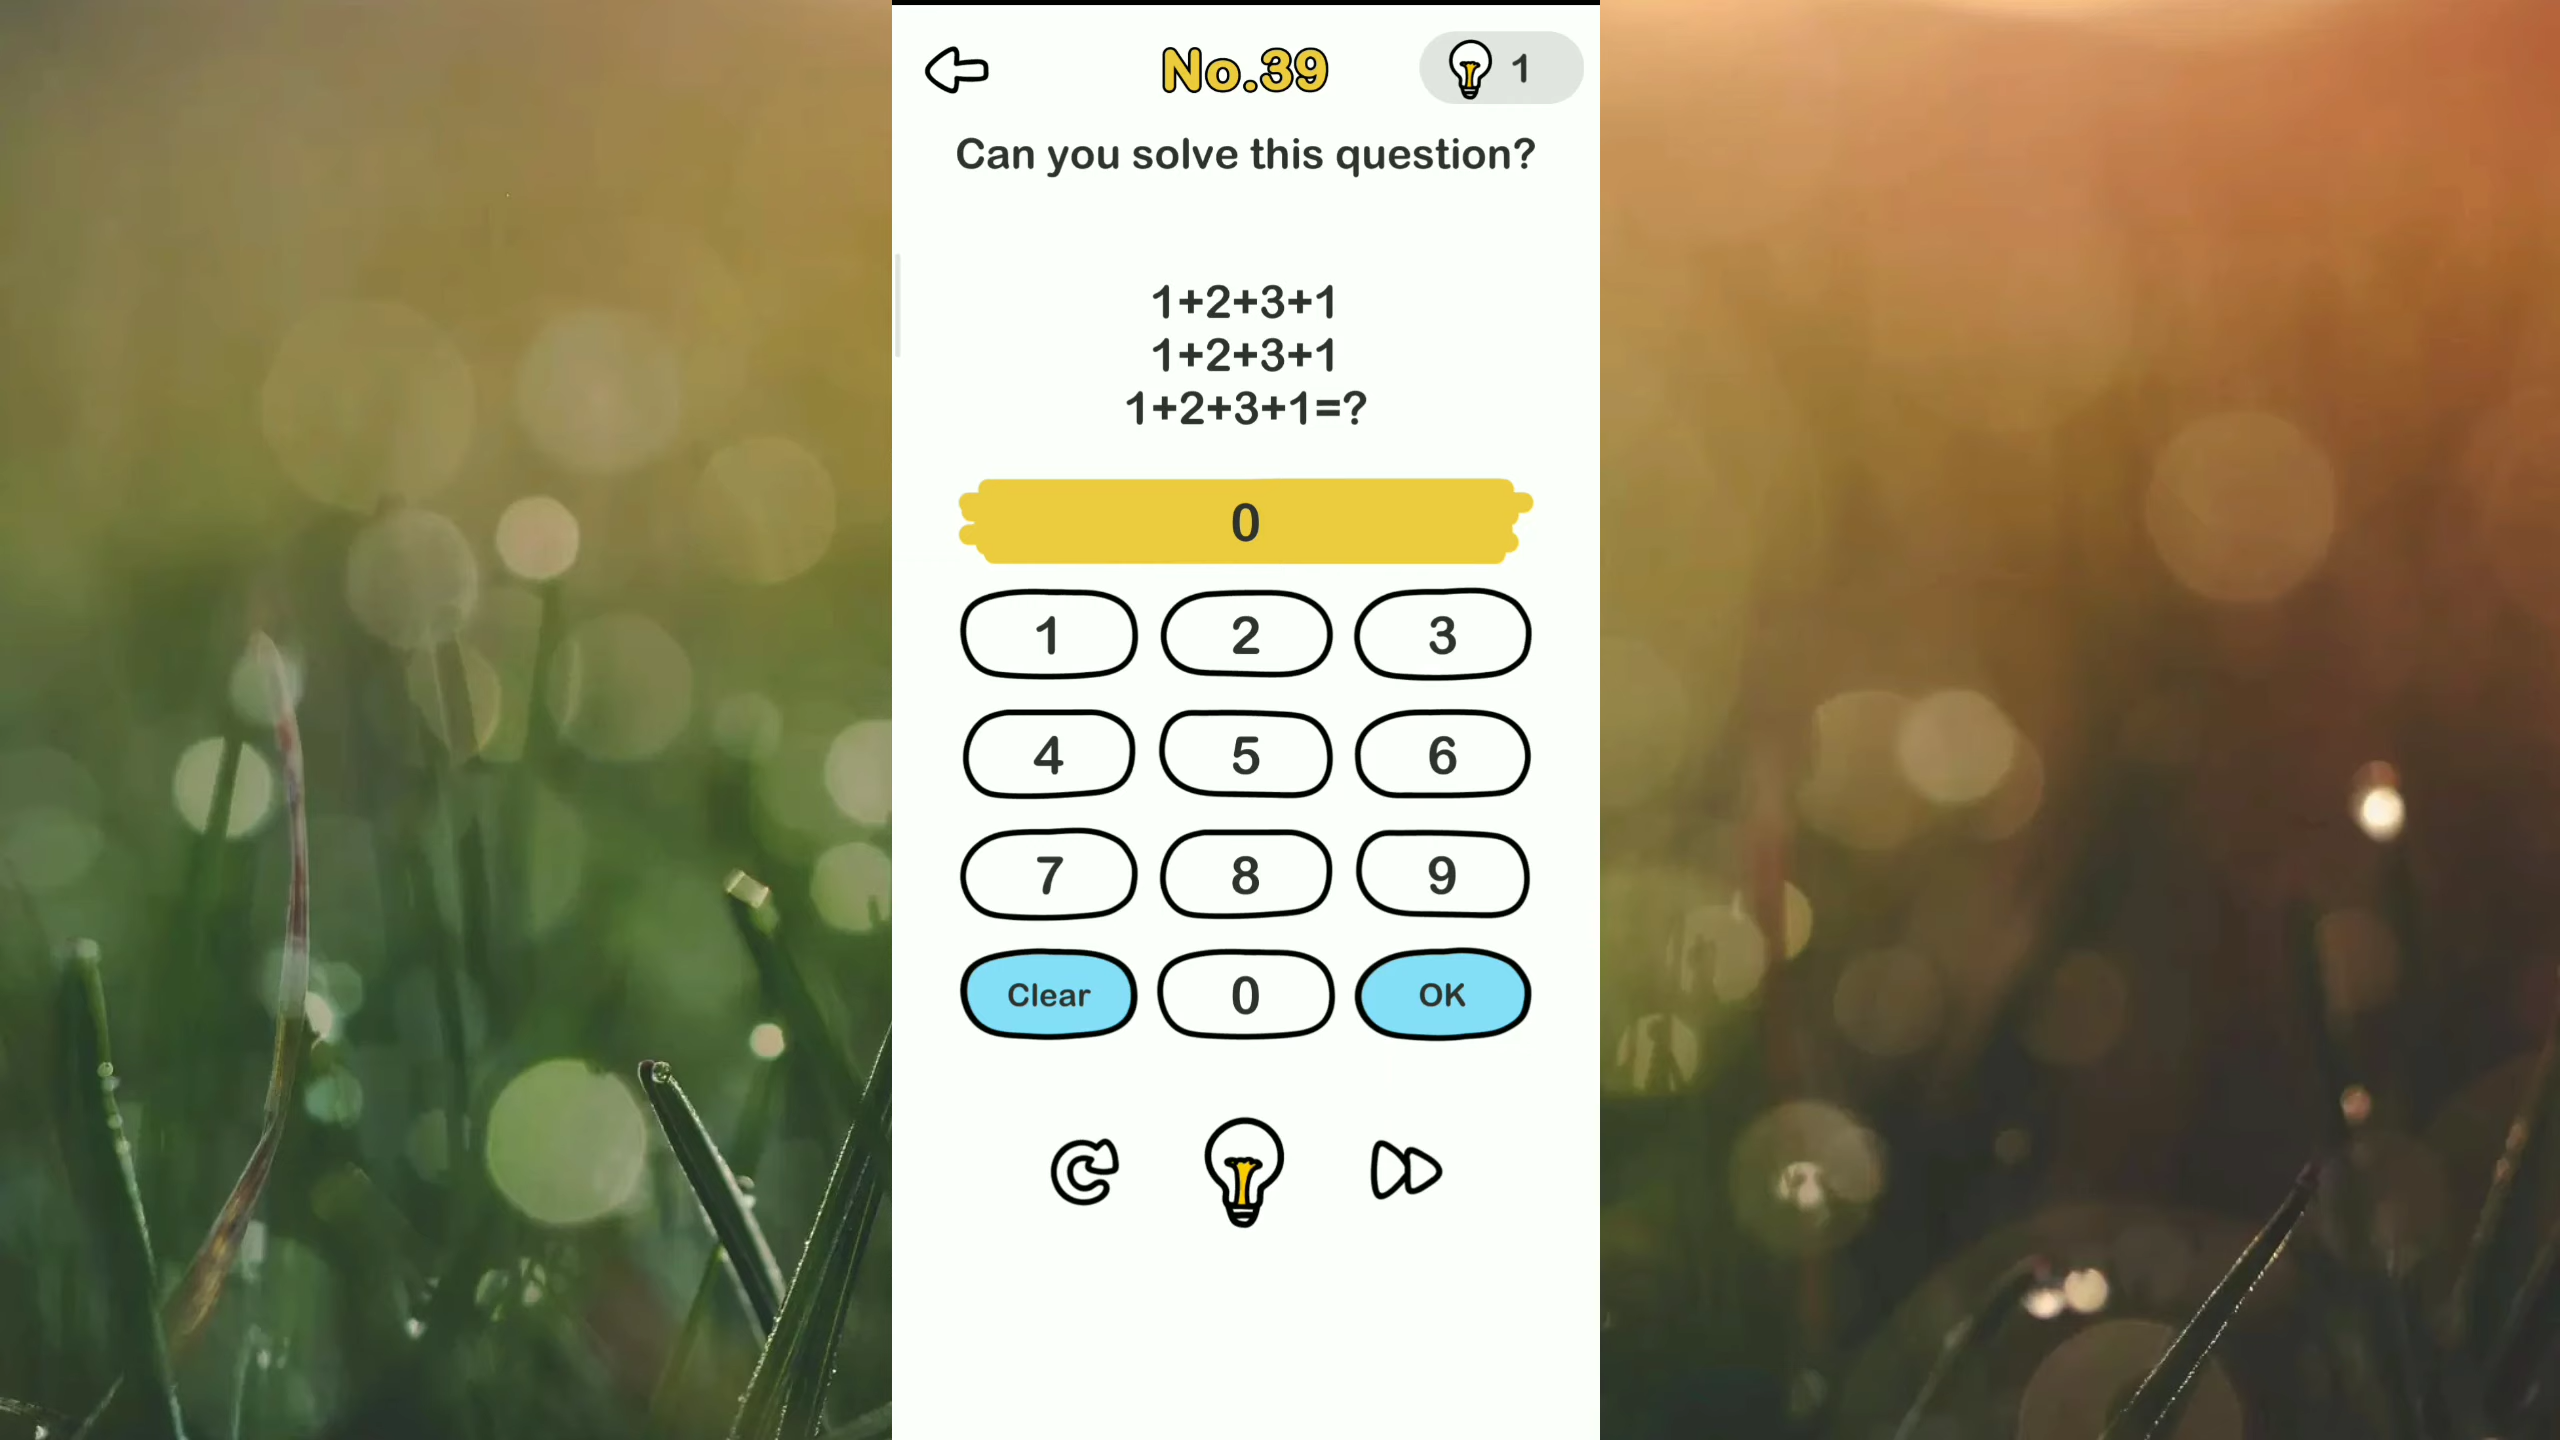 No.39
1
Can you solve this question?
1+2+3+1
1+2+3+1
1+2+3+1=?
0
1 2 3
4 5 6
7 8 9
Clear 0 OK